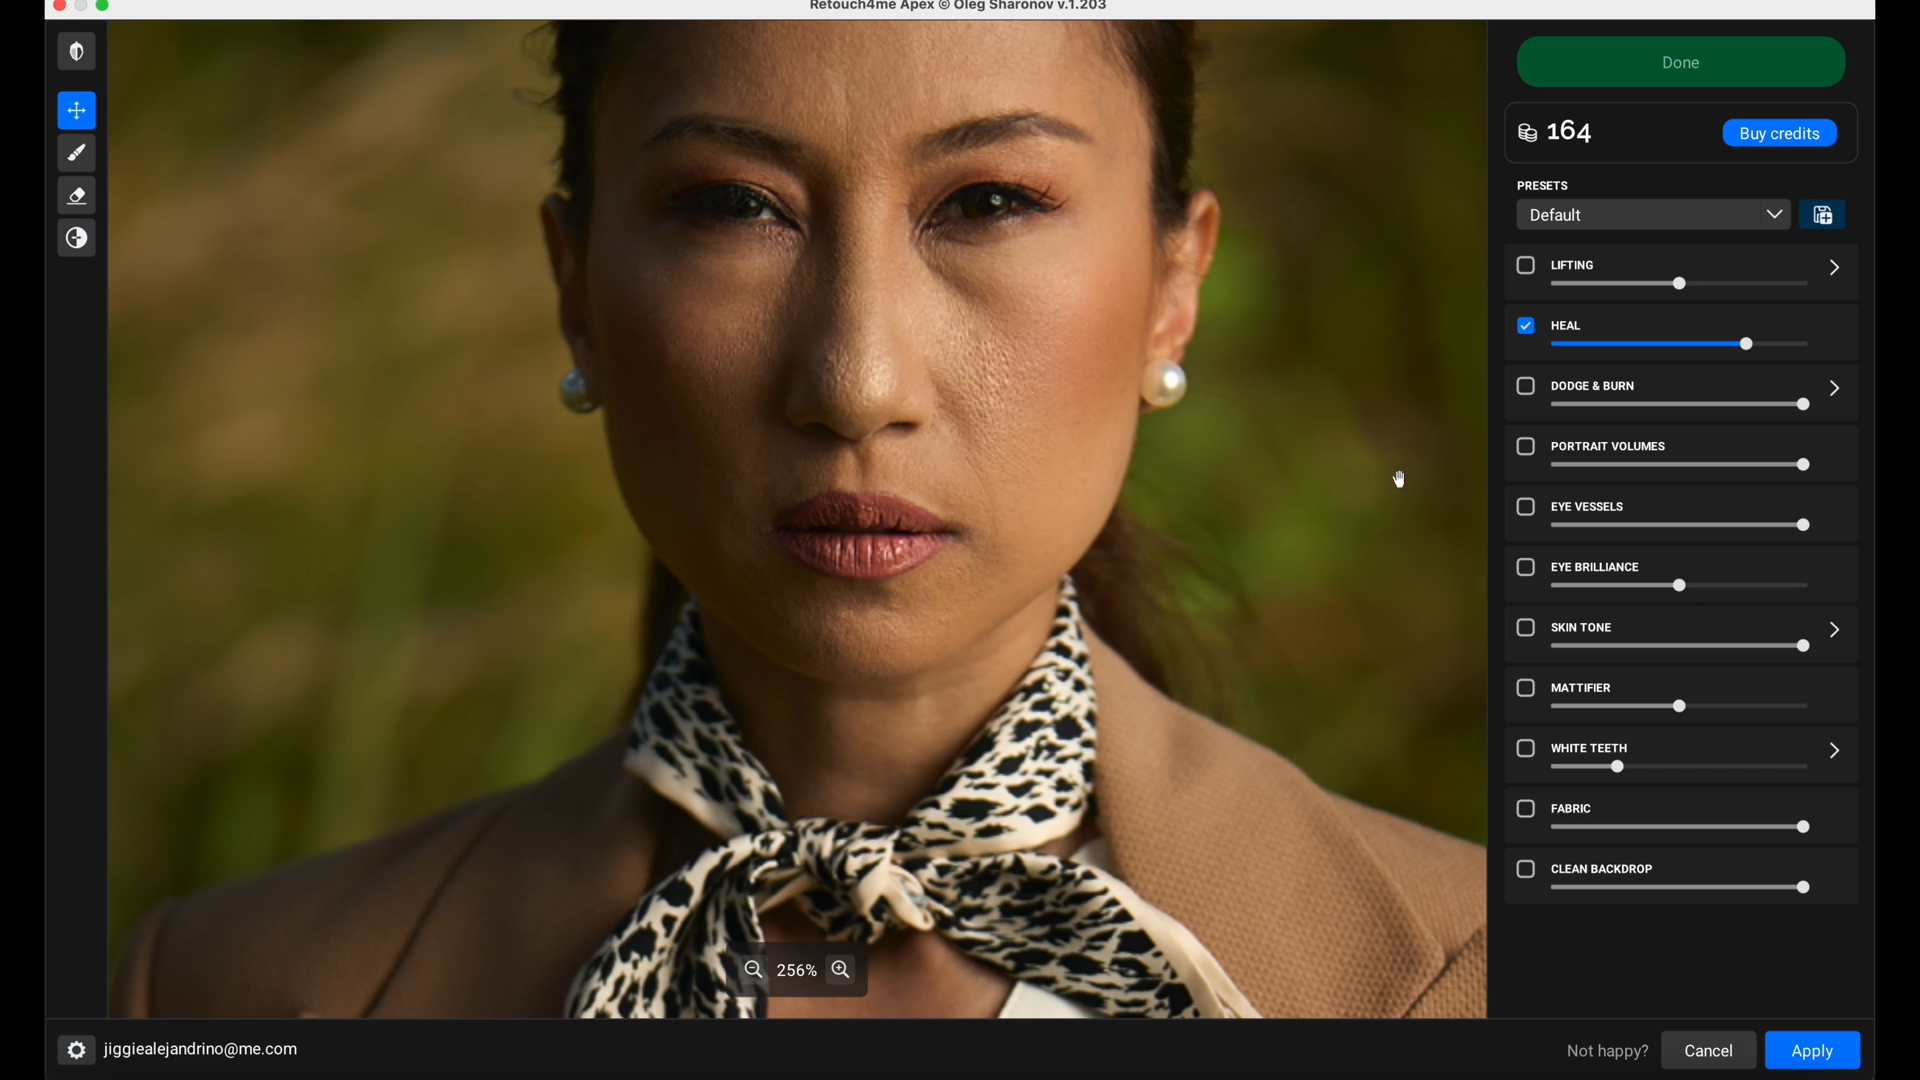 Retouch4me Apex © Oleg Sharonov v.1.203
Done
164
Buy credits
PRESETS
Default
LIFTING
HEAL
DODGE & BURN
PORTRAIT VOLUMES
EYE VESSELS
EYE BRILLIANCE
SKIN TONE
MATTIFIER
WHITE TEETH
FABRIC
CLEAN BACKDROP
256%
jiggiealejandrino@me.com
Not happy?
Cancel
Apply